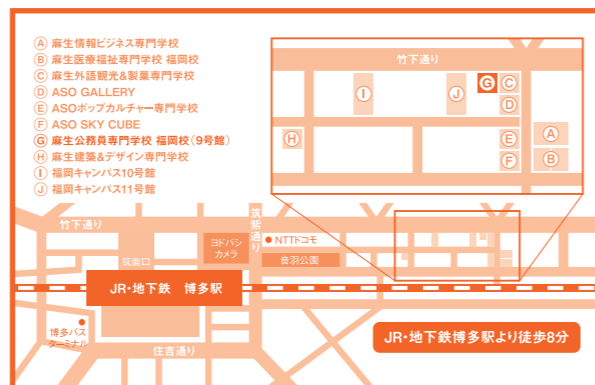 Ⓐ 麻生情報ビジネス専門学校
Ⓑ 麻生医療福祉専門学校 福岡校
Ⓒ 麻生外語観光&製菓専門学校
Ⓓ ASO GALLERY
Ⓔ ASOポップカルチャー専門学校
Ⓕ ASO SKY CUBE
Ⓖ 麻生公務員専門学校 福岡校(9号館)
Ⓗ 麻生建築&デザイン専門学校
Ⓘ 福岡キャンパス10号館
Ⓙ 福岡キャンパス11号館
竹下通り
Ⓘ
Ⓙ
Ⓖ
Ⓒ
Ⓓ
Ⓗ
Ⓔ
Ⓕ
Ⓐ
Ⓑ
竹下通り
筑紫通り
筑紫口
ヨドバシ
カメラ
NTTドコモ
音羽公園
JR・地下鉄 博多駅
博多バス
ターミナル
住吉通り
JR・地下鉄博多駅より徒歩8分